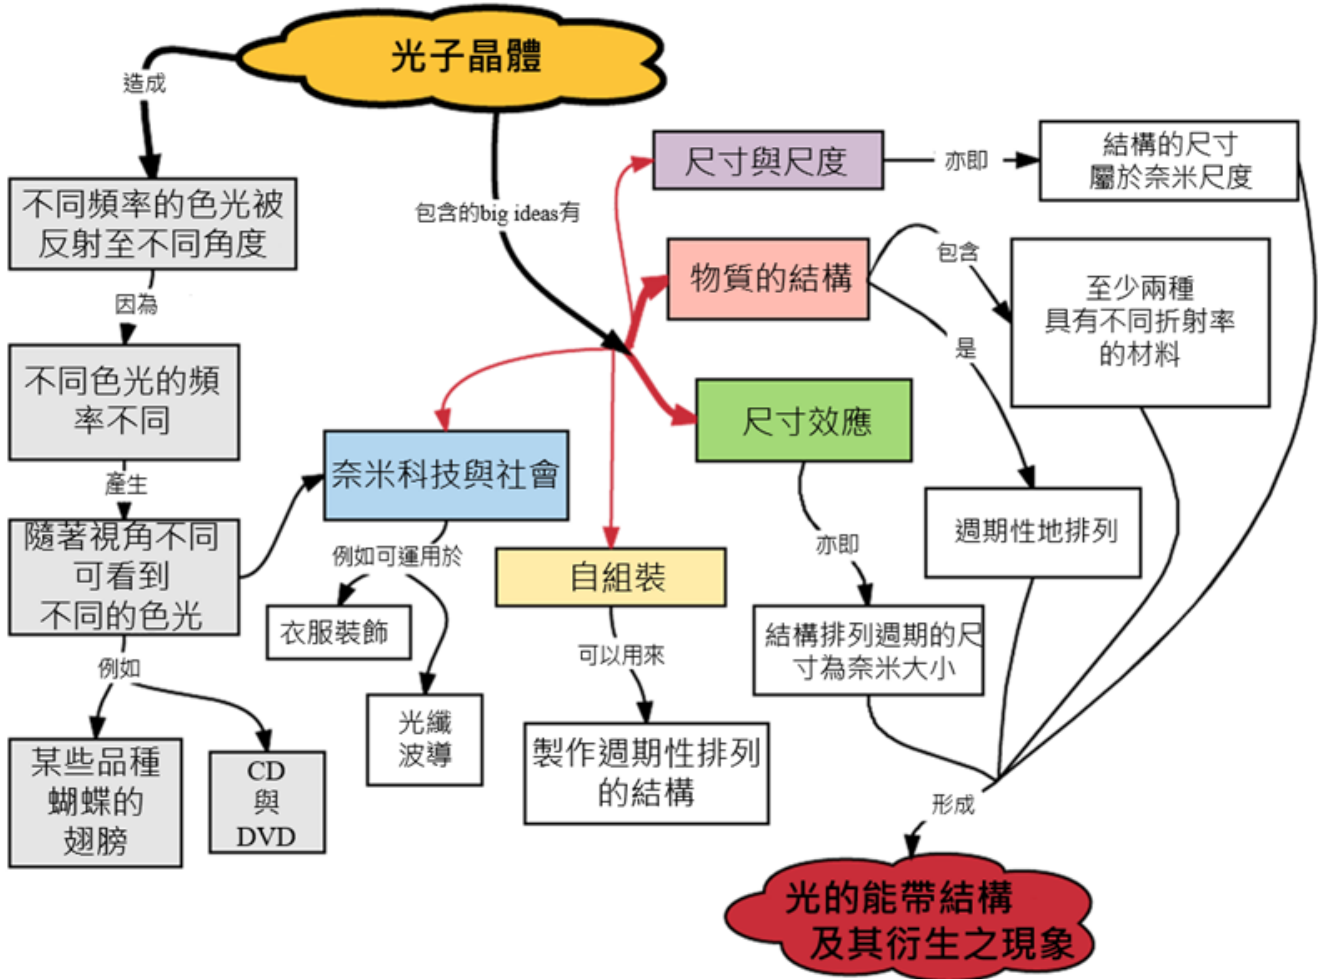 光子晶體
造成
不同頻率的色光被
反射至不同角度
因為
不同色光的頻
率不同
產生
隨著視角不同
可看到
不同的色光
例如
某些品種
蝴蝶的
翅膀
CD
與
DVD
包含的big ideas有
尺寸與尺度
亦即
結構的尺寸
屬於奈米尺度
物質的結構
包含
至少兩種
具有不同折射率
的材料
是
週期性地排列
尺寸效應
亦即
結構排列週期的尺
寸為奈米大小
奈米科技與社會
例如可運用於
衣服裝飾
光纖
波導
自組裝
可以用來
製作週期性排列
的結構
形成
光的能帶結構
及其衍生之現象